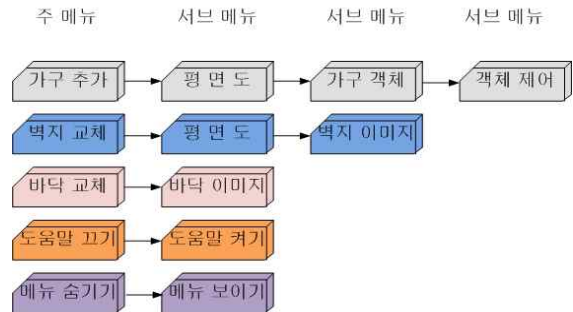 주 메뉴 서브 메뉴 서브 메뉴 서브 메뉴
가구 추가 평 면 도 가구 객체 객체 제어
벽지 교체 평 면 도 벽지 이미지
바닥 교체 바닥 이미지
도움말 끄기 도움말 켜기
메뉴 숨기기 메뉴 보이기